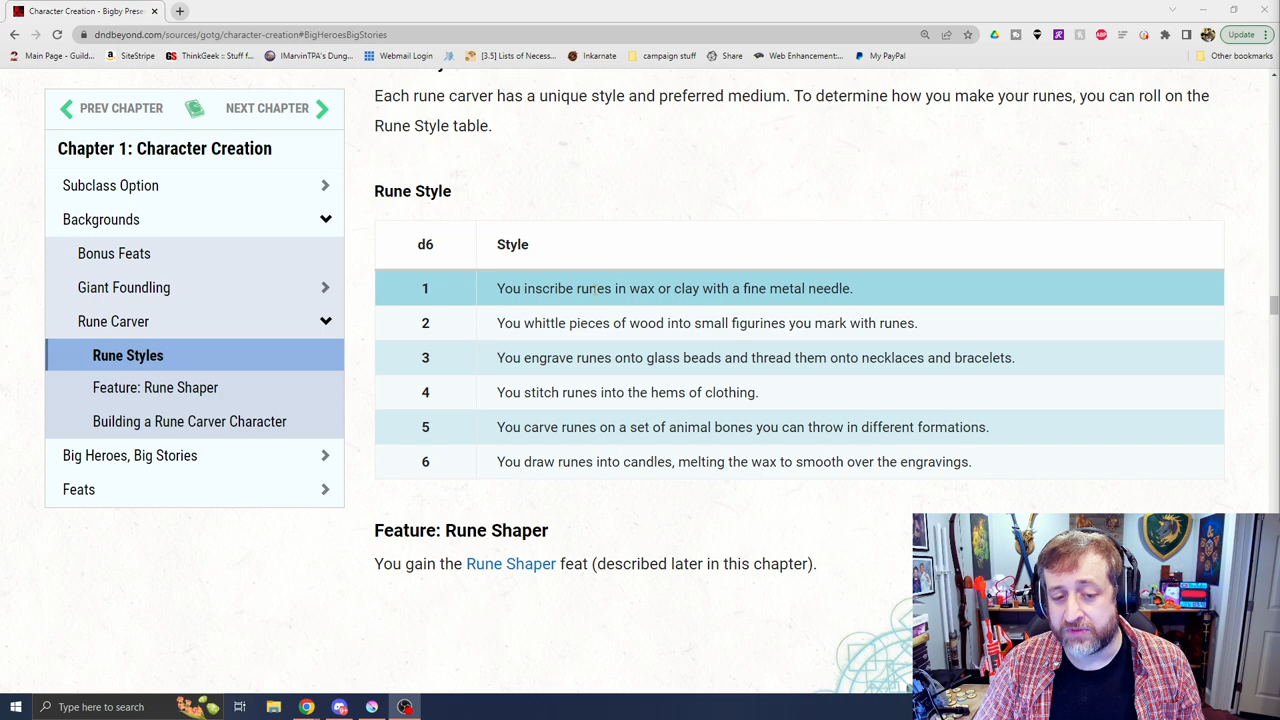 Character Creation - Bigby Prese
dndbeyond.com/sources/gotg/character-creation#BigHeroesBigStories
Update
Main Page - Guild...
SiteStripe
ThinkGeek :: Stuff f...
IMarvinTPA's Dung...
Webmail Login
[3.5] Lists of Necess...
Inkarnate
campaign stuff
Share
Web Enhancement:...
My PayPal
Other bookmarks
PREV CHAPTER
NEXT CHAPTER
Chapter 1: Character Creation
Subclass Option
Backgrounds
Bonus Feats
Giant Foundling
Rune Carver
Rune Styles
Feature: Rune Shaper
Building a Rune Carver Character
Big Heroes, Big Stories
Feats
Each rune carver has a unique style and preferred medium. To determine how you make your runes, you can roll on the
Rune Style table.
Rune Style
d6 Style
1 You inscribe runes in wax or clay with a fine metal needle.
2 You whittle pieces of wood into small figurines you mark with runes.
3 You engrave runes onto glass beads and thread them onto necklaces and bracelets.
4 You stitch runes into the hems of clothing.
5 You carve runes on a set of animal bones you can throw in different formations.
6 You draw runes into candles, melting the wax to smooth over the engravings.
Feature: Rune Shaper
You gain the Rune Shaper feat (described later in this chapter).
Type here to search